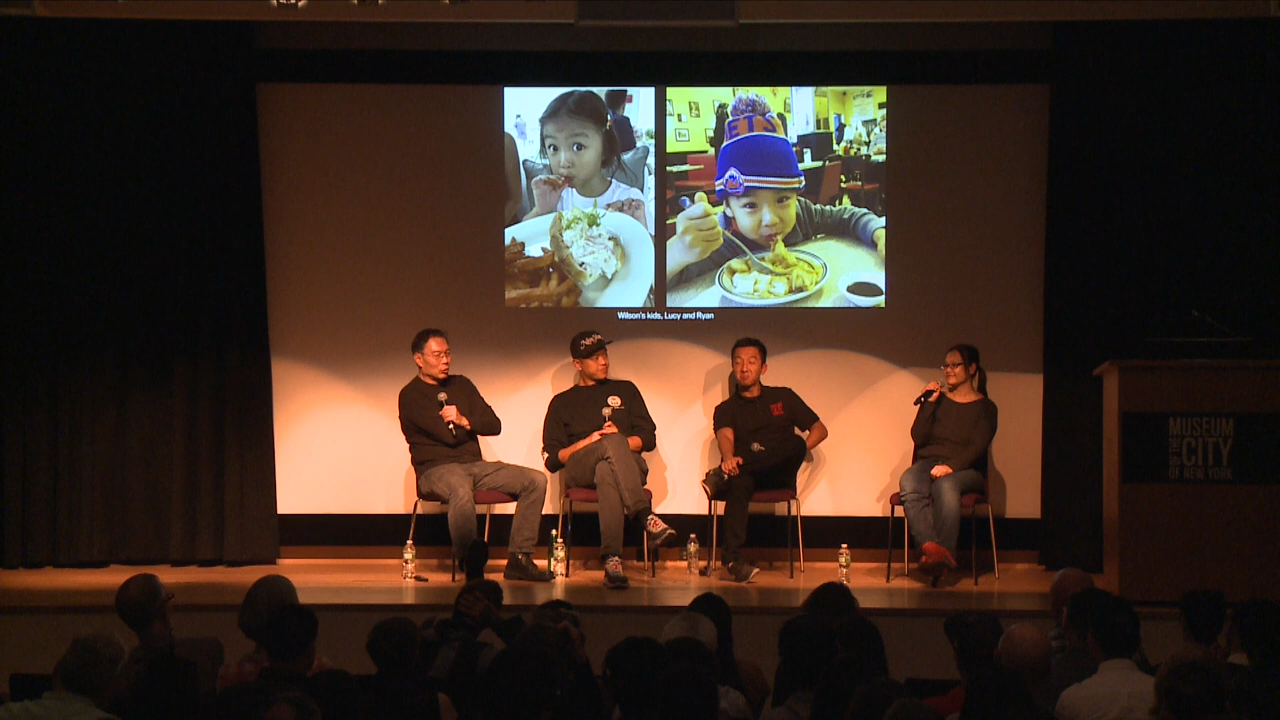 METS
Wilson's kids, Lucy and Ryan
MUSEUM
OF THE
CITY
OF NEW YORK